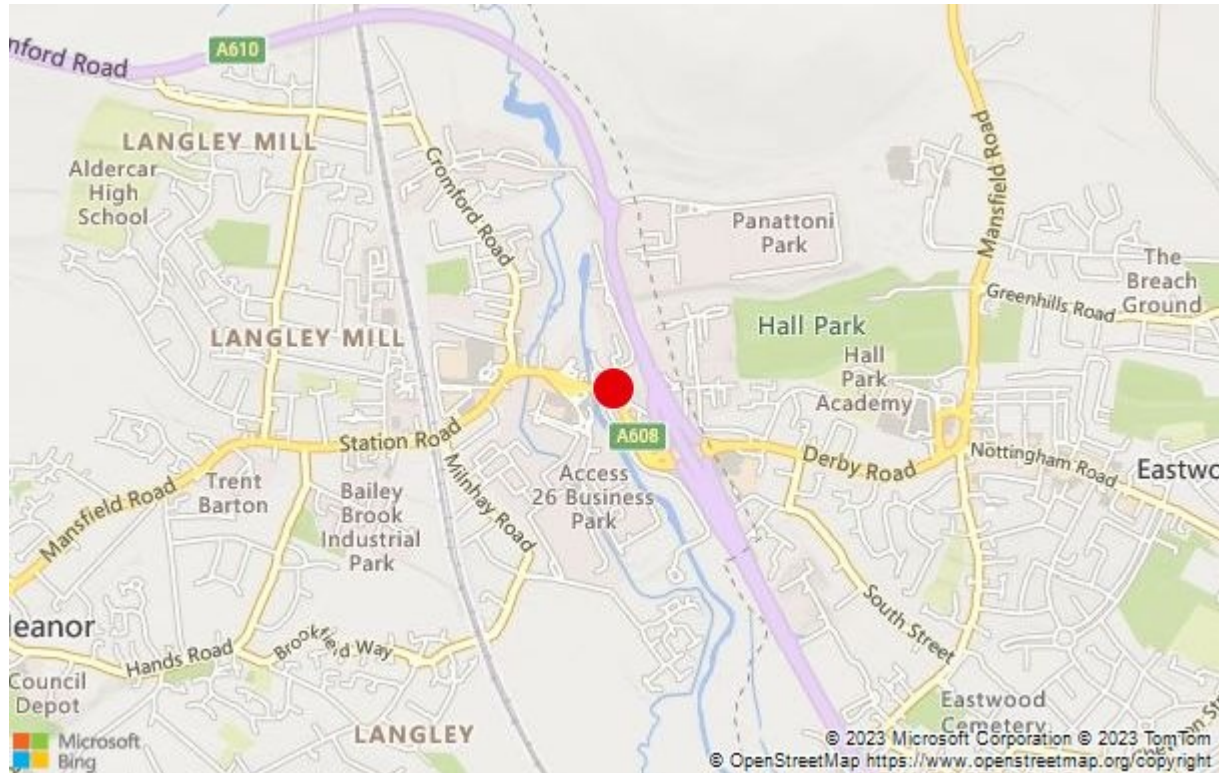 A610
nford Road
LANGLEY MILL
Aldercar
High
School
Cromford Road
Mansfield Road
Panattoni
Park
The
Breach
Ground
Greenhills Road
Hall Park
LANGLEY MILL
Hall
Park
Academy
A608
Station Road
Derby Road
Nottingham Road
Eastwo
Mansfield Road
Trent
Barton
Milnhay Road
Access
26 Business
Park
Bailey
Brook
Industrial
Park
South Street
leanor
Hands Road
Brookfield Way
Council
Depot
LANGLEY
Eastwood
Cemetery
Microsoft
Bing
© 2023 Microsoft Corporation © 2023 TomTom
© OpenStreetMap https://www.openstreetmap.org/copyright